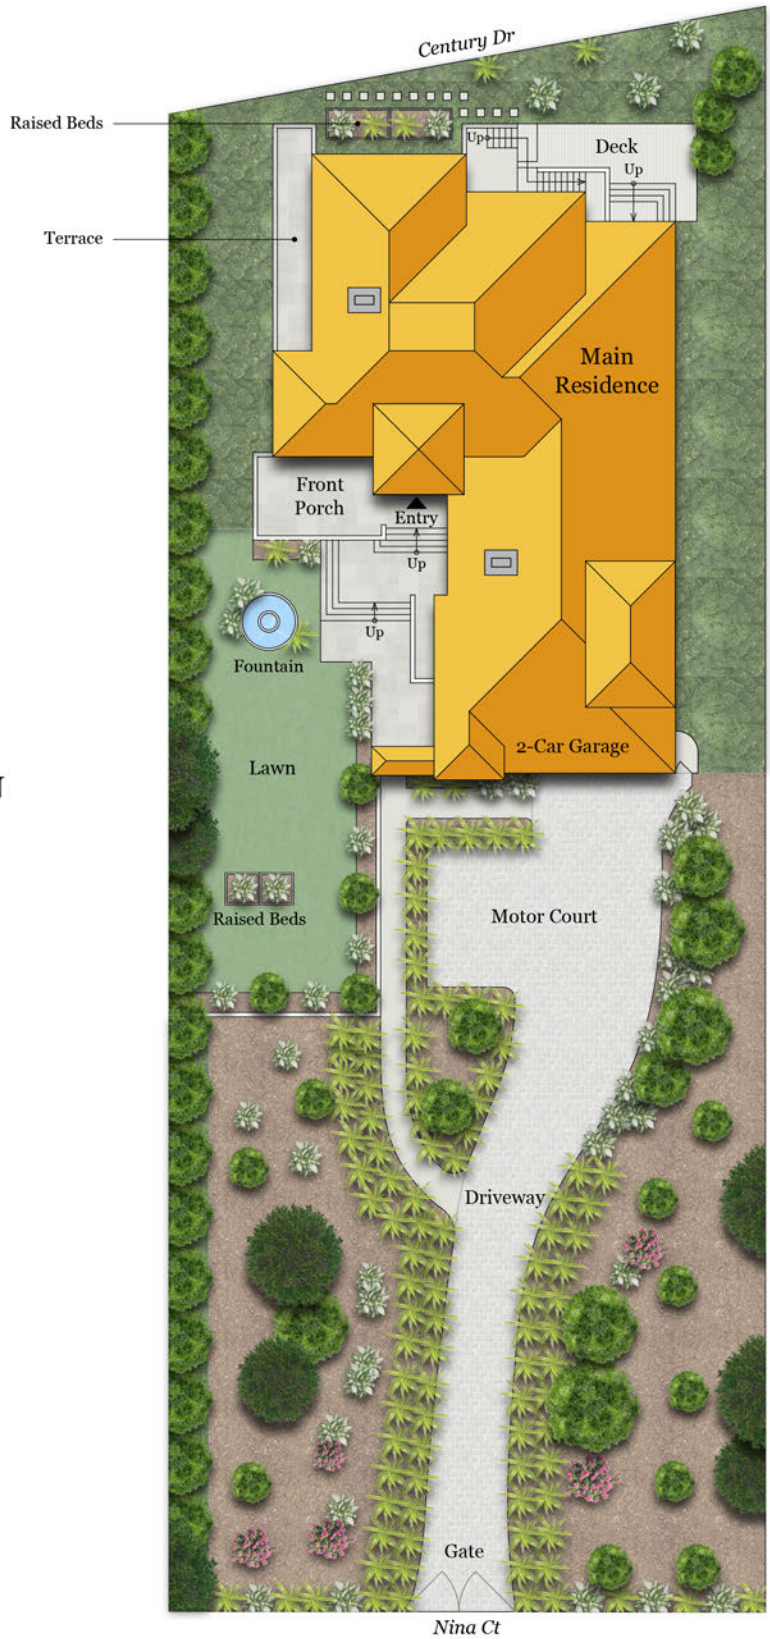 Century Dr
Raised Beds
Up
Deck
Up
Terrace
Main
Residence
Front
Porch
Entry
Up
Up
Fountain
2-Car Garage
Lawn
Raised Beds
Motor Court
Driveway
Gate
Nina Ct